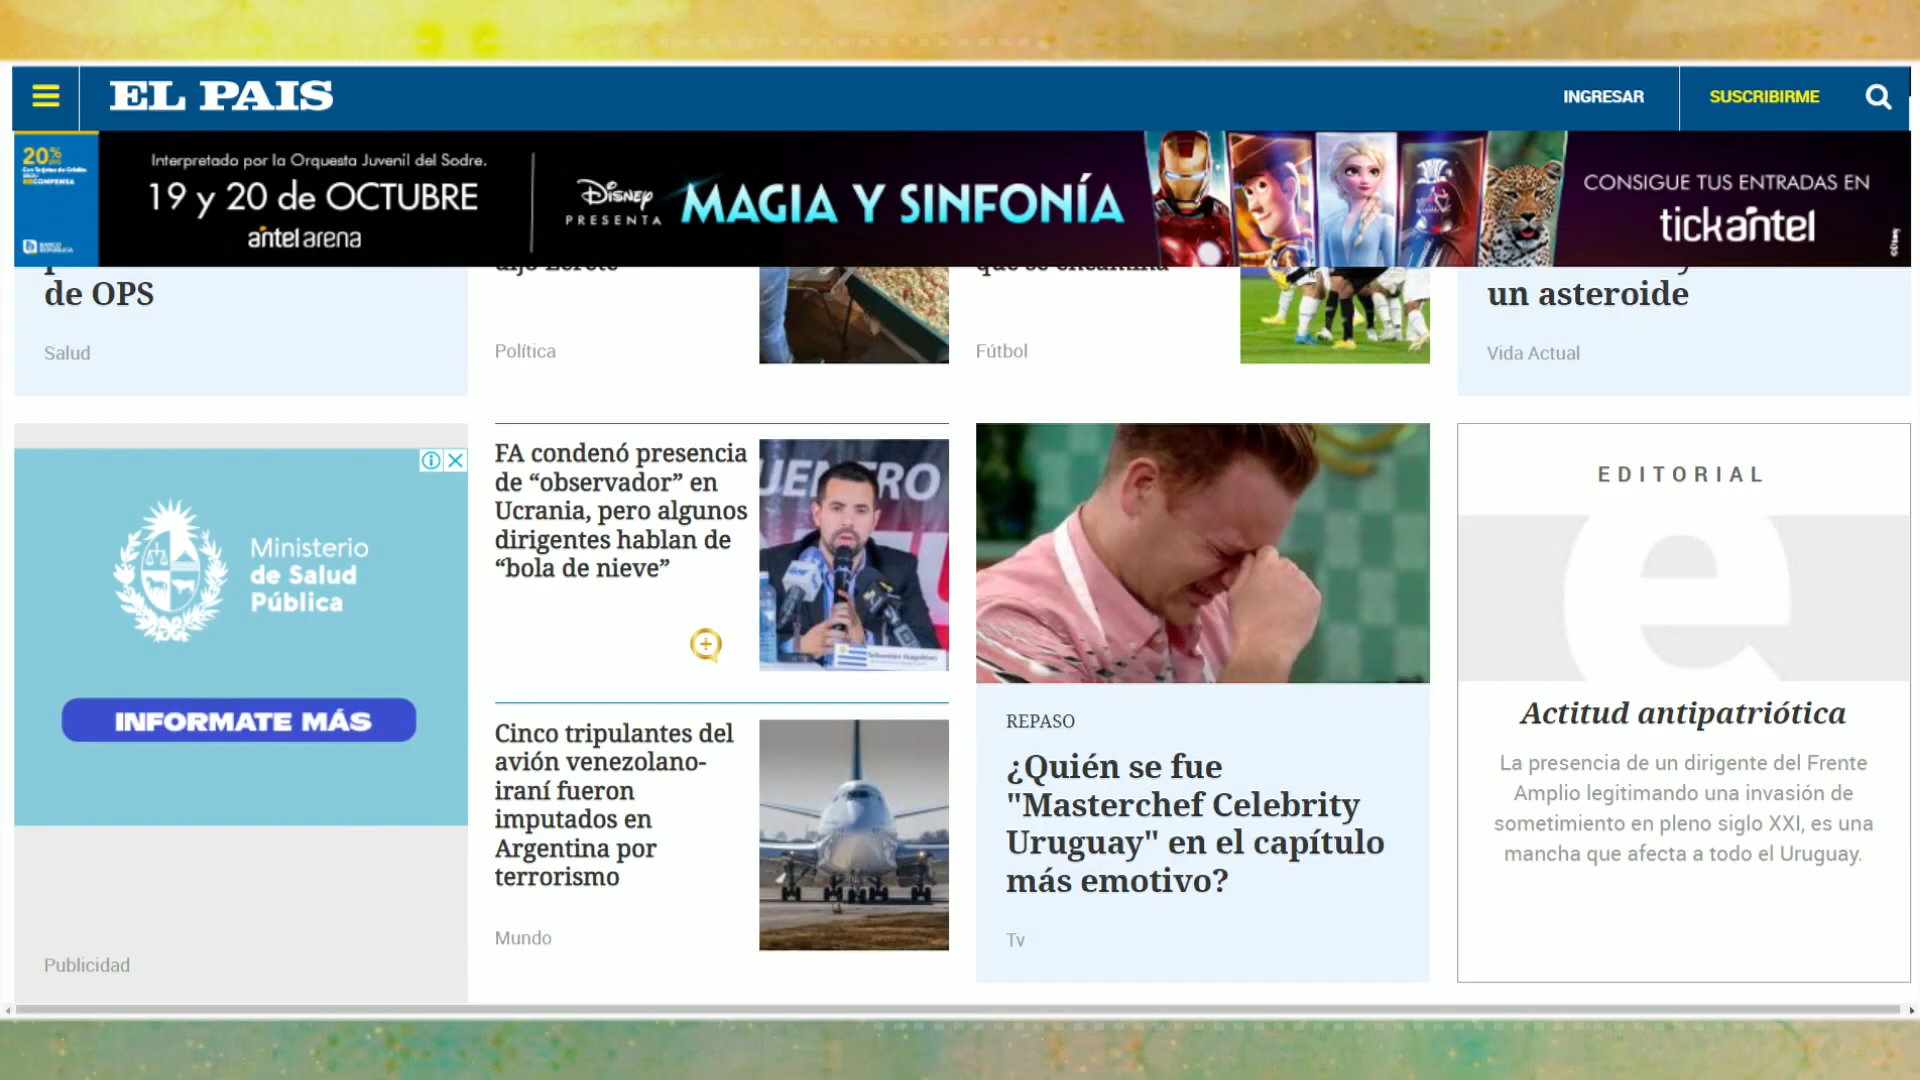 EL PAIS
INGRESAR
SUSCRIBIRME
20%
Interpretado por la Orquesta Juvenil del Sodre.
19 y 20 de OCTUBRE
antel arena
Disney
PRESENTA
MAGIA Y SINFONÍA
CONSIGUE TUS ENTRADAS EN
tickantel
de OPS
Salud
Política
Fútbol
un asteroide
Vida Actual
Ministerio
de Salud
Pública
INFORMATE MÁS
Publicidad
FA condenó presencia
de “observador” en
Ucrania, pero algunos
dirigentes hablan de
“bola de nieve”
Cinco tripulantes del
avión venezolano-
iraní fueron
imputados en
Argentina por
terrorismo
Mundo
REPASO
¿Quién se fue
"Masterchef Celebrity
Uruguay" en el capítulo
más emotivo?
Tv
EDITORIAL
e
Actitud antipatriótica
La presencia de un dirigente del Frente
Amplio legitimando una invasión de
sometimiento en pleno siglo XXI, es una
mancha que afecta a todo el Uruguay.